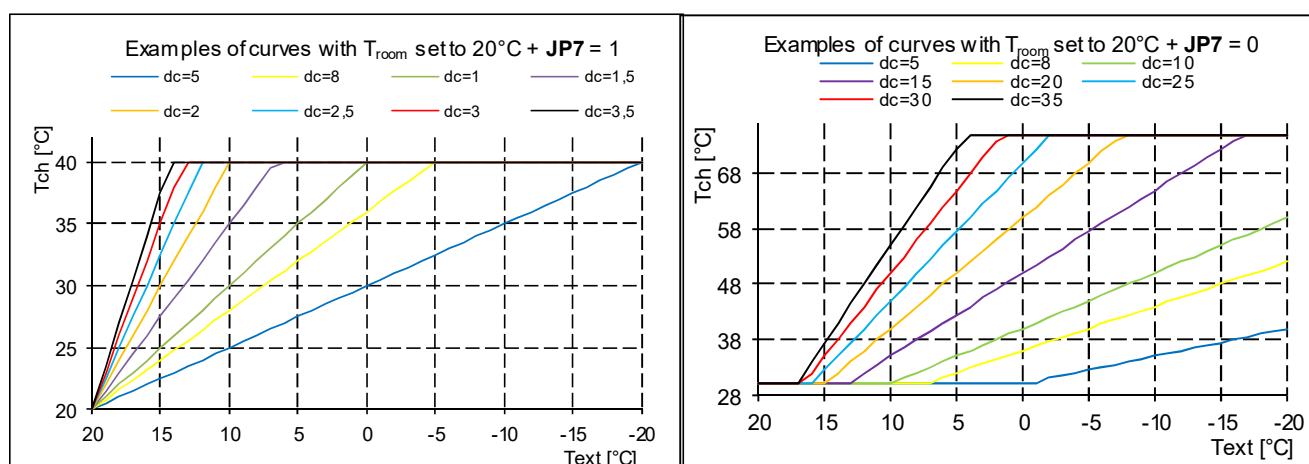 Examples of curves with Troom set to 20°C + JP7 = 1
dc=5 dc=8 dc=1 dc=1,5
dc=2 dc=2,5 dc=3 dc=3,5
Tch [°C]
40
35
30
25
20
20 15 10 5 0 -5 -10 -15 -20
Text [°C]
Examples of curves with Troom set to 20°C + JP7 = 0
dc=5 dc=8 dc=10
dc=15 dc=20 dc=25
dc=30 dc=35
Tch [°C]
68
58
48
38
28
20 15 10 5 0 -5 -10 -15 -20
Text [°C]